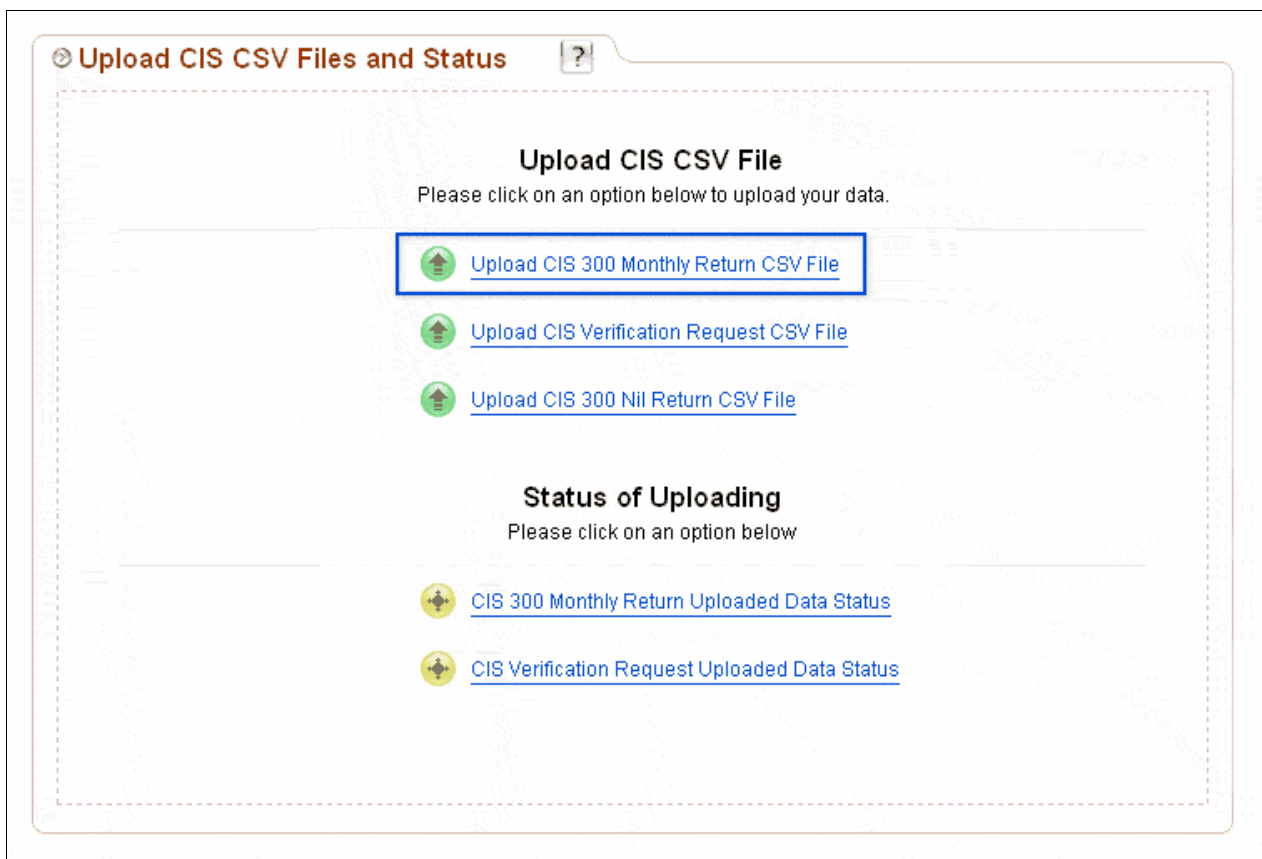 Upload CIS CSV Files and Status ?
Upload CIS CSV File
Please click on an option below to upload your data.
Upload CIS 300 Monthly Return CSV File
Upload CIS Verification Request CSV File
Upload CIS 300 Nil Return CSV File
Status of Uploading
Please click on an option below
CIS 300 Monthly Return Uploaded Data Status
CIS Verification Request Uploaded Data Status